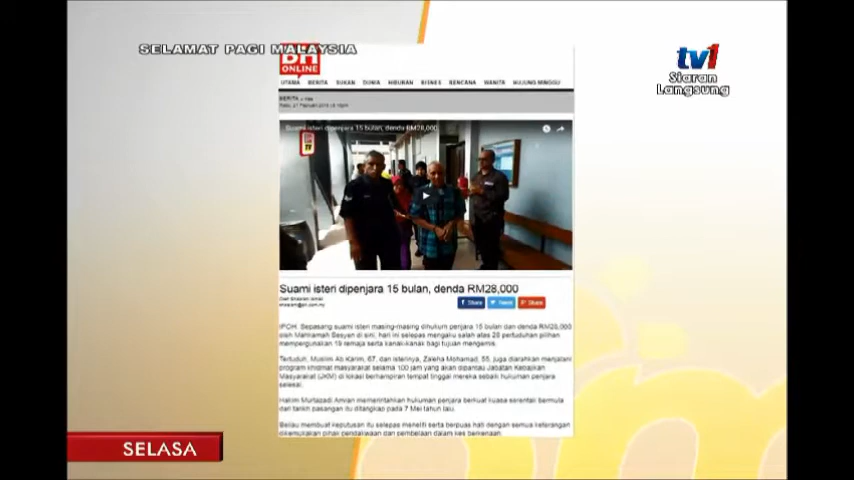 SELAMAT PAGI MALAYSIA
tv1
Siaran
Langsung
BH
ONLINE
UTAMA BERITA SUKAN DUNIA HIBURAN BISNES RENCANA WANITA HUJUNG MINGGU
BERITA
Suami isteri dipenjara 15 bulan, denda RM28,000
Suami isteri dipenjara 15 bulan, denda RM28,000
Share Tweet Share
IPOH: Sepasang suami isteri masing-masing dihukum penjara 15 bulan dan denda RM28,000
oleh Mahkamah Sesyen di sini, hari ini selepas mengaku salah atas 28 pertuduhan pilihan
mempergunakan 19 remaja serta kanak-kanak bagi tujuan mengemis.
Tertuduh, Muslim Ab Karim, 67, dan isterinya, Zaleha Mohamad, 55, juga diarahkan menjalani
program khidmat masyarakat selama 100 jam yang akan dipantau Jabatan Kebajikan
Masyarakat (JKM) di lokasi berhampiran tempat tinggal mereka sebaik hukuman penjara
selesai.
Hakim Murtazadi Amran memerintahkan hukuman penjara berkuat kuasa serentak bermula
dari tarikh pasangan itu ditangkap pada 7 Mei tahun lalu.
Beliau membuat keputusan itu selepas meneliti serta berpuas hati dengan semua keterangan
dikemukakan pihak pendakwaan dan pembelaan dalam kes berkenaan.
SELASA